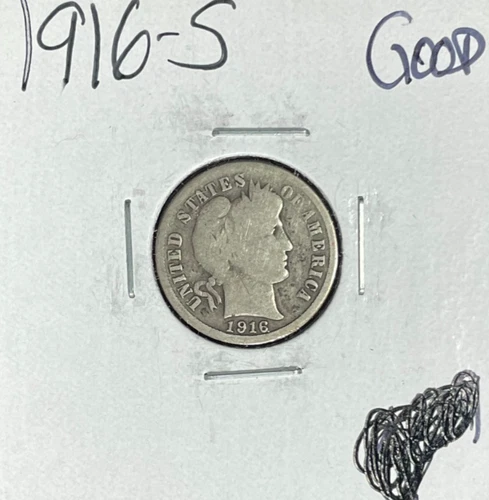 1916-S GOOD
UNITED STATES OF AMERICA
1916